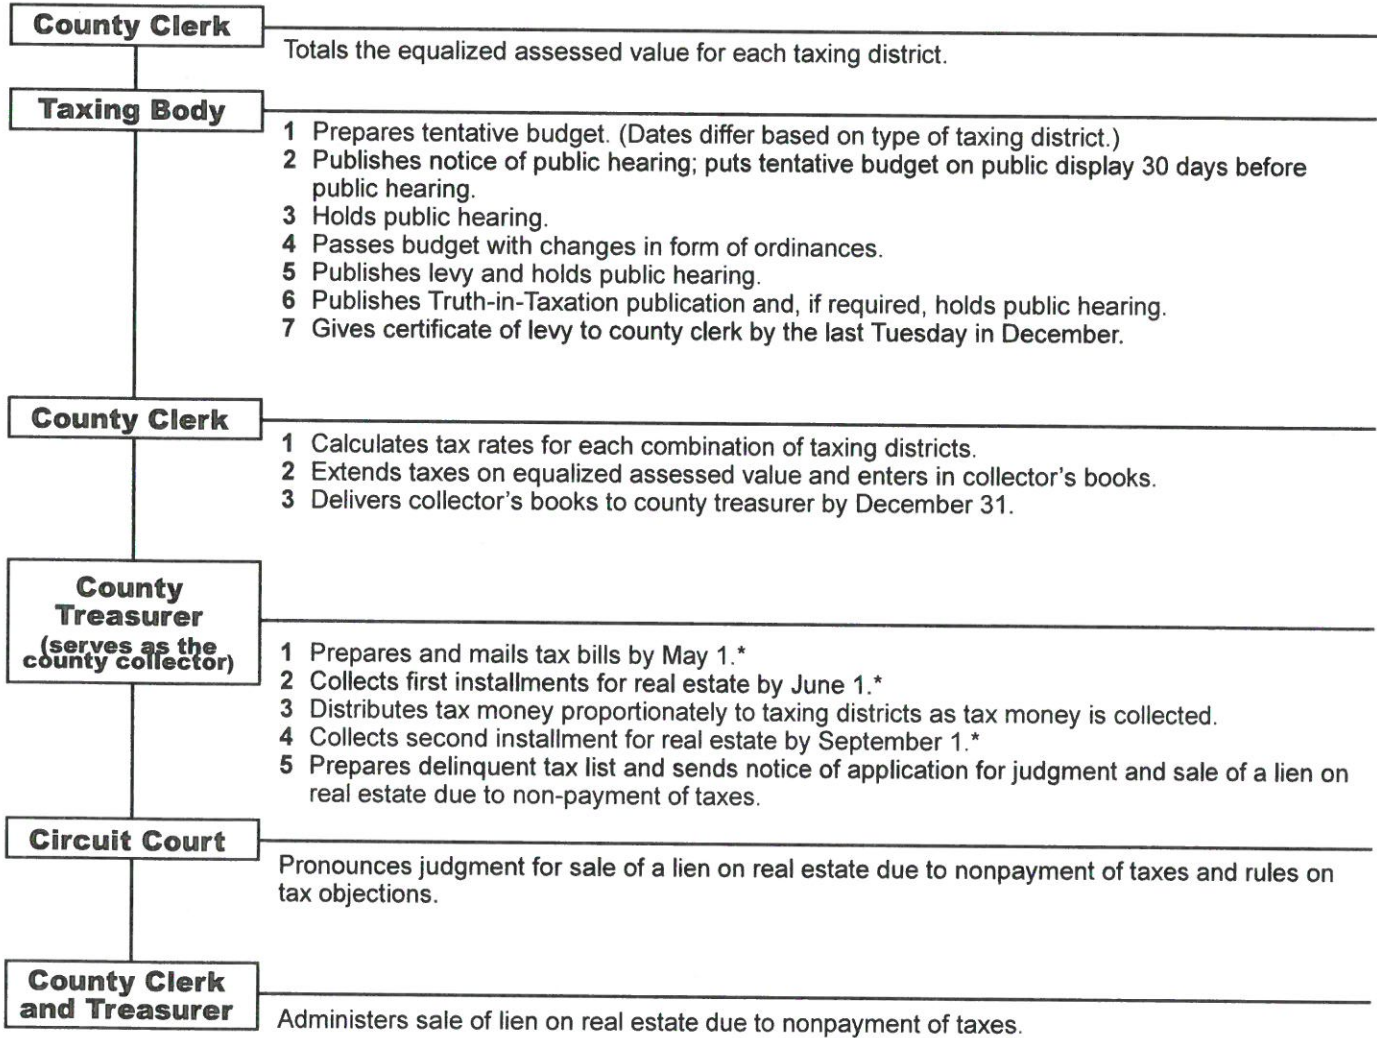 County Clerk
Totals the equalized assessed value for each taxing district.
Taxing Body
1 Prepares tentative budget. (Dates differ based on type of taxing district.)
2 Publishes notice of public hearing; puts tentative budget on public display 30 days before
public hearing.
3 Holds public hearing.
4 Passes budget with changes in form of ordinances.
5 Publishes levy and holds public hearing.
6 Publishes Truth-in-Taxation publication and, if required, holds public hearing.
7 Gives certificate of levy to county clerk by the last Tuesday in December.
County Clerk
1 Calculates tax rates for each combination of taxing districts.
2 Extends taxes on equalized assessed value and enters in collector's books.
3 Delivers collector's books to county treasurer by December 31.
County
Treasurer
(serves as the
county collector)
1 Prepares and mails tax bills by May 1.*
2 Collects first installments for real estate by June 1.*
3 Distributes tax money proportionately to taxing districts as tax money is collected.
4 Collects second installment for real estate by September 1.*
5 Prepares delinquent tax list and sends notice of application for judgment and sale of a lien on
real estate due to non-payment of taxes.
Circuit Court
Pronounces judgment for sale of a lien on real estate due to nonpayment of taxes and rules on
tax objections.
County Clerk
and Treasurer
Administers sale of lien on real estate due to nonpayment of taxes.